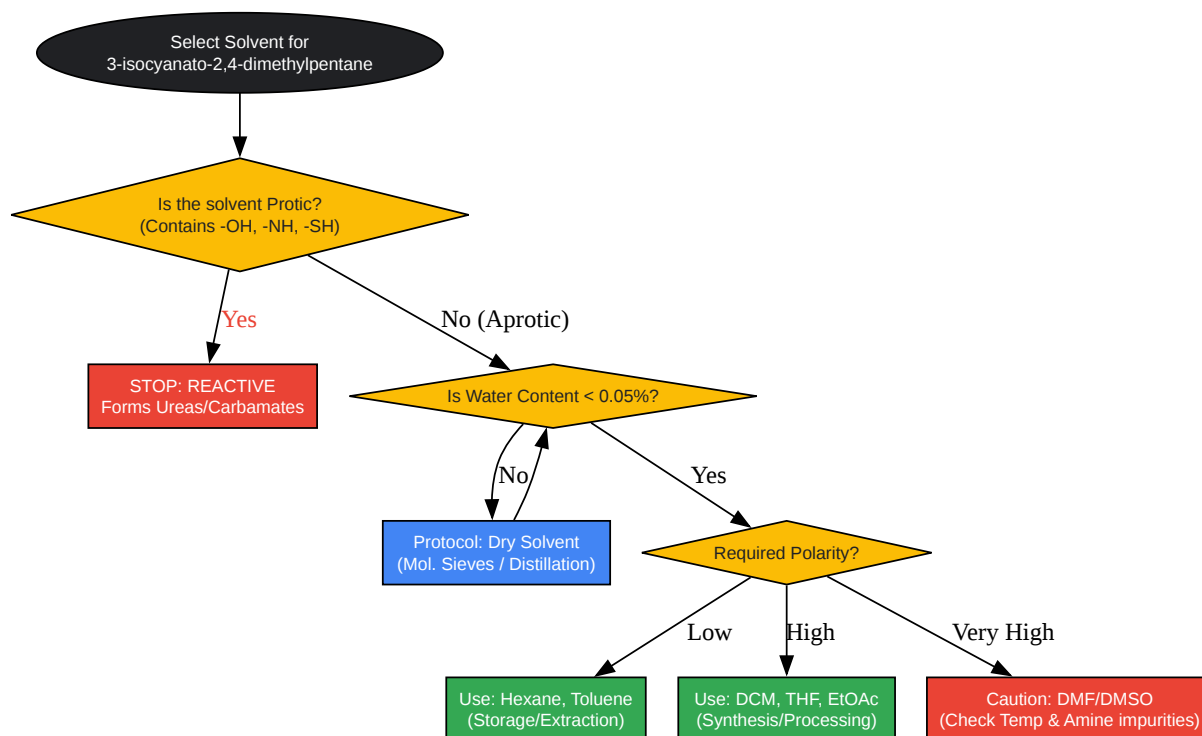 Select Solvent for
3-isocyanato-2,4-dimethylpentane
Is the solvent Protic?
(Contains -OH, -NH, -SH)
Yes
No (Aprotic)
STOP: REACTIVE
Forms Ureas/Carbamates
Is Water Content < 0.05%?
No
Yes
Protocol: Dry Solvent
(Mol. Sieves / Distillation)
Required Polarity?
Low
High
Very High
Use: Hexane, Toluene
(Storage/Extraction)
Use: DCM, THF, EtOAc
(Synthesis/Processing)
Caution: DMF/DMSO
(Check Temp & Amine impurities)